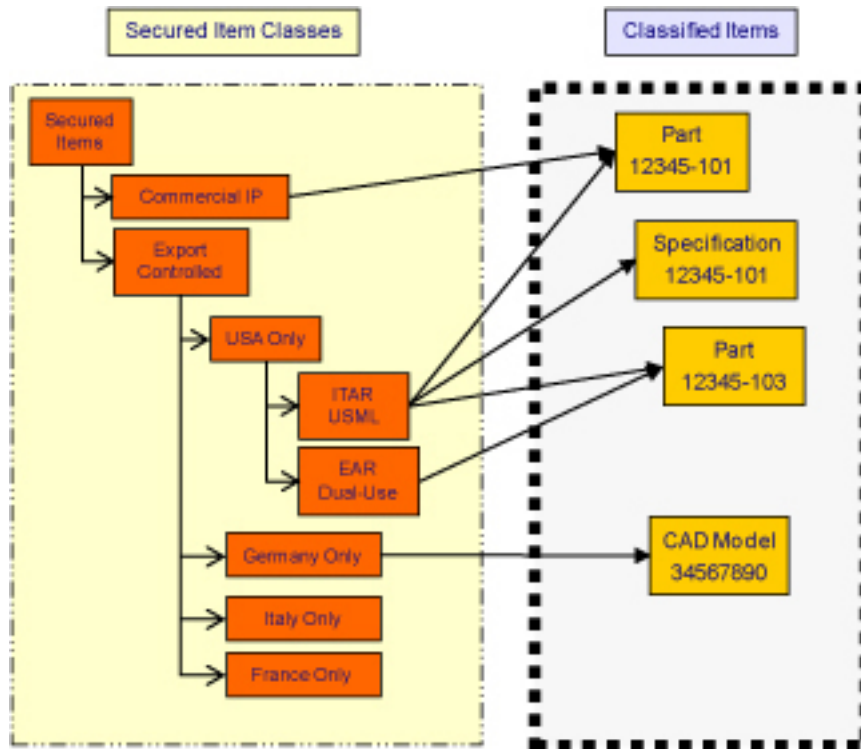 Secured Item Classes
Classified Items
Secured
Items
Commercial IP
Export
Controlled
USA Only
ITAR
USML
EAR
Dual-Use
Germany Only
Italy Only
France Only
Part
12345-101
Specification
12345-101
Part
12345-103
CAD Model
34567890